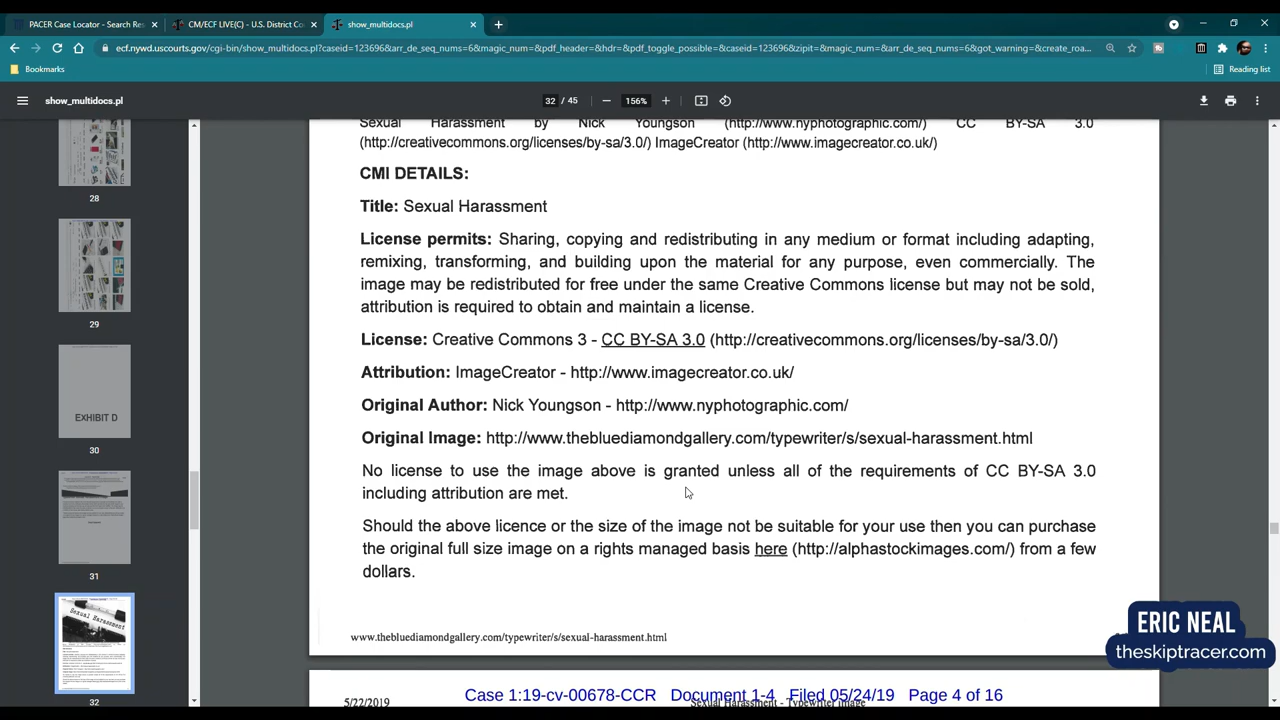 PACER Case Locator - Search Res
CM/ECF LIVE(C) - U.S. District Co
show_multidocs.pl
ecf.nywd.uscourts.gov/cgi-bin/show_multidocs.pl?caseid=123696&arr_de_seq_nums=6&magic_num=&pdf_header=&hdr=&pdf_toggle_possible=&caseid=123696&zipit=&magic_num=&arr_de_seq_nums=6&got_warning=&create_roa...
Bookmarks
Reading list
show_multidocs.pl
32 / 45
156%
Sexual Harassment by Nick Youngson (http://www.nyphotographic.com/) CC BY-SA 3.0
(http://creativecommons.org/licenses/by-sa/3.0/) ImageCreator (http://www.imagecreator.co.uk/)
CMI DETAILS:
Title: Sexual Harassment
License permits: Sharing, copying and redistributing in any medium or format including adapting,
remixing, transforming, and building upon the material for any purpose, even commercially. The
image may be redistributed for free under the same Creative Commons license but may not be sold,
attribution is required to obtain and maintain a license.
License: Creative Commons 3 - CC BY-SA 3.0 (http://creativecommons.org/licenses/by-sa/3.0/)
Attribution: ImageCreator - http://www.imagecreator.co.uk/
Original Author: Nick Youngson - http://www.nyphotographic.com/
Original Image: http://www.thebluediamondgallery.com/typewriter/s/sexual-harassment.html
No license to use the image above is granted unless all of the requirements of CC BY-SA 3.0
including attribution are met.
Should the above licence or the size of the image not be suitable for your use then you can purchase
the original full size image on a rights managed basis here (http://alphastockimages.com/) from a few
dollars.
www.thebluediamondgallery.com/typewriter/s/sexual-harassment.html
Case 1:19-cv-00678-CCR Document 1-4 Filed 05/24/19 Page 4 of 16
5/22/2019
Sexual Harassment - Typewriter image
28
29
EXHIBIT D
30
31
Sexual Harassment
32
ERIC NEAL
theskiptracer.com